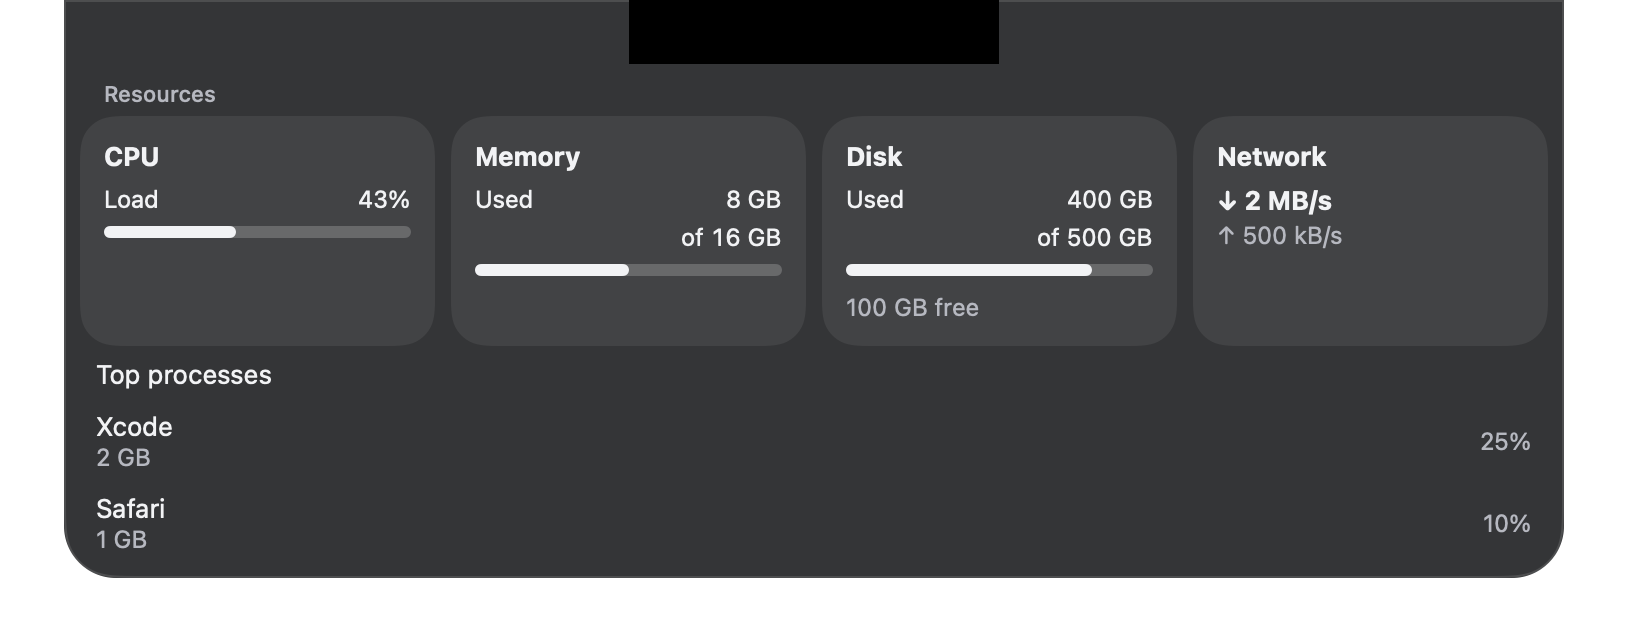 Resources
CPU
Load 43%
Memory
Used 8 GB
of 16 GB
Disk
Used 400 GB
of 500 GB
100 GB free
Network
↓ 2 MB/s
↑ 500 kB/s
Top processes
Xcode
2 GB
25%
Safari
1 GB
10%